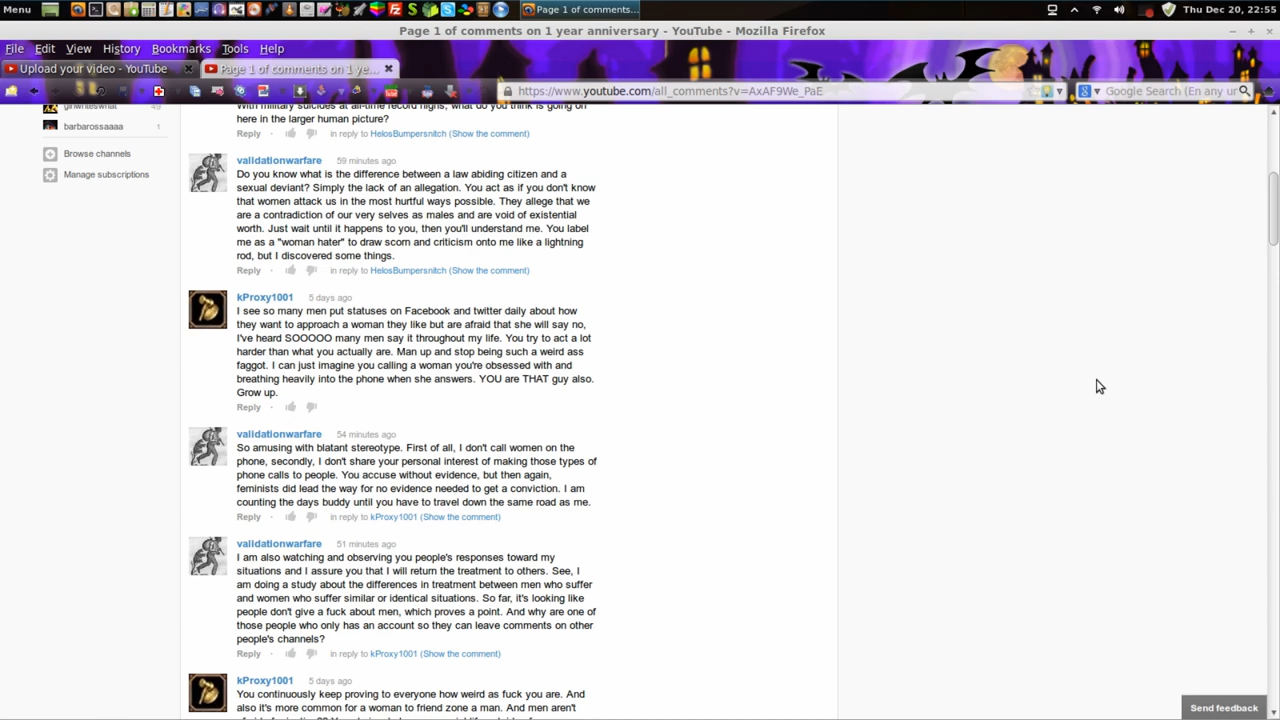 Menu
Page 1 of comments...
Thu Dec 20, 22:55
Page 1 of comments on 1 year anniversary - YouTube - Mozilla Firefox
File Edit View History Bookmarks Tools Help
Upload your video - YouTube
Page 1 of comments on 1 ye...
https://www.youtube.com/all_comments?v=AxAF9We_PaE
Google Search (En any ur
girlwriteswhat 49
barbarossaaaa 1
Browse channels
Manage subscriptions
With military suicides at all-time record highs, what do you think is going on
here in the larger human picture?
Reply · in reply to HelosBumpersnitch (Show the comment)
validationwarfare 59 minutes ago
Do you know what is the difference between a law abiding citizen and a
sexual deviant? Simply the lack of an allegation. You act as if you don't know
that women attack us in the most hurtful ways possible. They allege that we
are a contradiction of our very selves as males and are void of existential
worth. Just wait until it happens to you, then you'll understand me. You label
me as a "woman hater" to draw scorn and criticism onto me like a lightning
rod, but I discovered some things.
Reply · in reply to HelosBumpersnitch (Show the comment)
kProxy1001 5 days ago
I see so many men put statuses on Facebook and twitter daily about how
they want to approach a woman they like but are afraid that she will say no,
I've heard SOOOOO many men say it throughout my life. You try to act a lot
harder than what you actually are. Man up and stop being such a weird ass
faggot. I can just imagine you calling a woman you're obsessed with and
breathing heavily into the phone when she answers. YOU are THAT guy also.
Grow up.
Reply ·
validationwarfare 54 minutes ago
So amusing with blatant stereotype. First of all, I don't call women on the
phone, secondly, I don't share your personal interest of making those types of
phone calls to people. You accuse without evidence, but then again,
feminists did lead the way for no evidence needed to get a conviction. I am
counting the days buddy until you have to travel down the same road as me.
Reply · in reply to kProxy1001 (Show the comment)
validationwarfare 51 minutes ago
I am also watching and observing you people's responses toward my
situations and I assure you that I will return the treatment to others. See, I
am doing a study about the differences in treatment between men who suffer
and women who suffer similar or identical situations. So far, it's looking like
people don't give a fuck about men, which proves a point. And why are one of
those people who only has an account so they can leave comments on other
people's channels?
Reply · in reply to kProxy1001 (Show the comment)
kProxy1001 5 days ago
You continuously keep proving to everyone how weird as fuck you are. And
also it's more common for a woman to friend zone a man. And men aren't
Send feedback